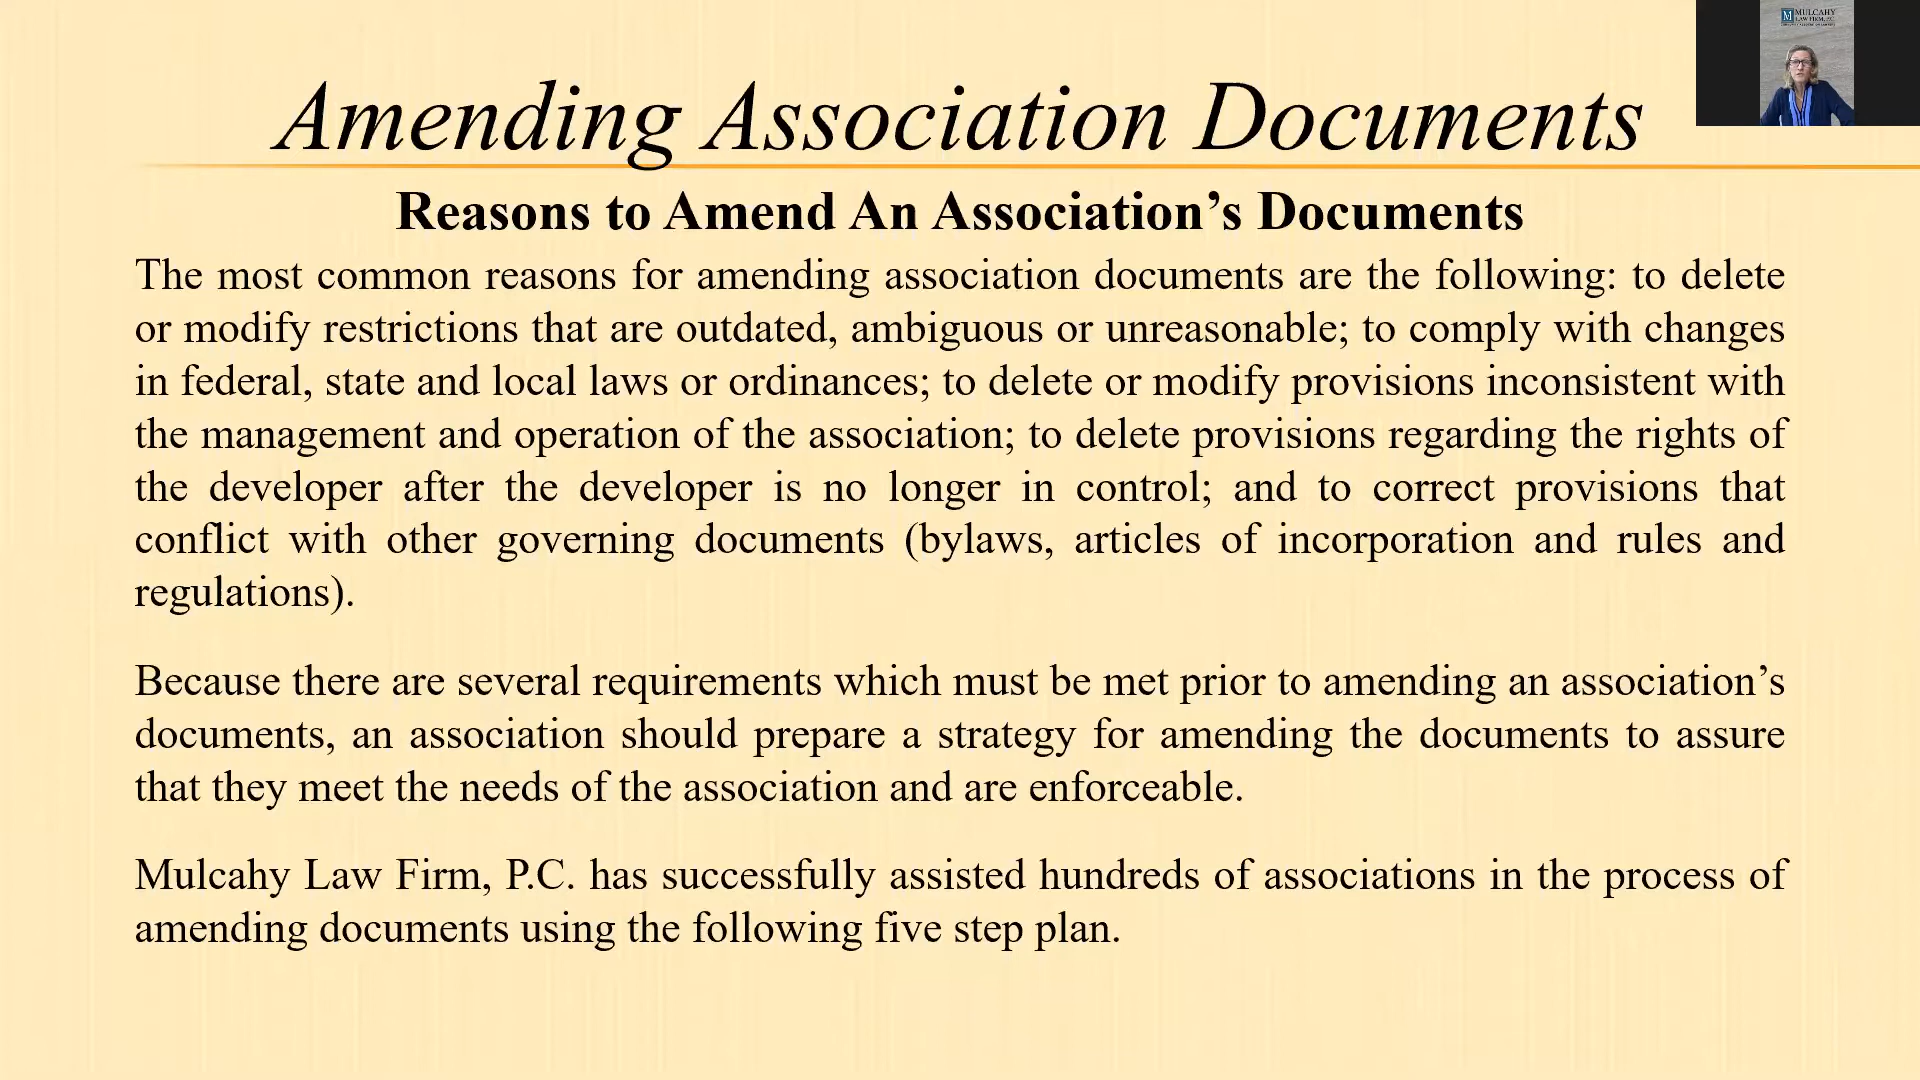 MULCAHY
LAW FIRM, P.C.
Amending Association Documents
Reasons to Amend An Association’s Documents
The most common reasons for amending association documents are the following: to delete
or modify restrictions that are outdated, ambiguous or unreasonable; to comply with changes
in federal, state and local laws or ordinances; to delete or modify provisions inconsistent with
the management and operation of the association; to delete provisions regarding the rights of
the developer after the developer is no longer in control; and to correct provisions that
conflict with other governing documents (bylaws, articles of incorporation and rules and
regulations).
Because there are several requirements which must be met prior to amending an association’s
documents, an association should prepare a strategy for amending the documents to assure
that they meet the needs of the association and are enforceable.
Mulcahy Law Firm, P.C. has successfully assisted hundreds of associations in the process of
amending documents using the following five step plan.